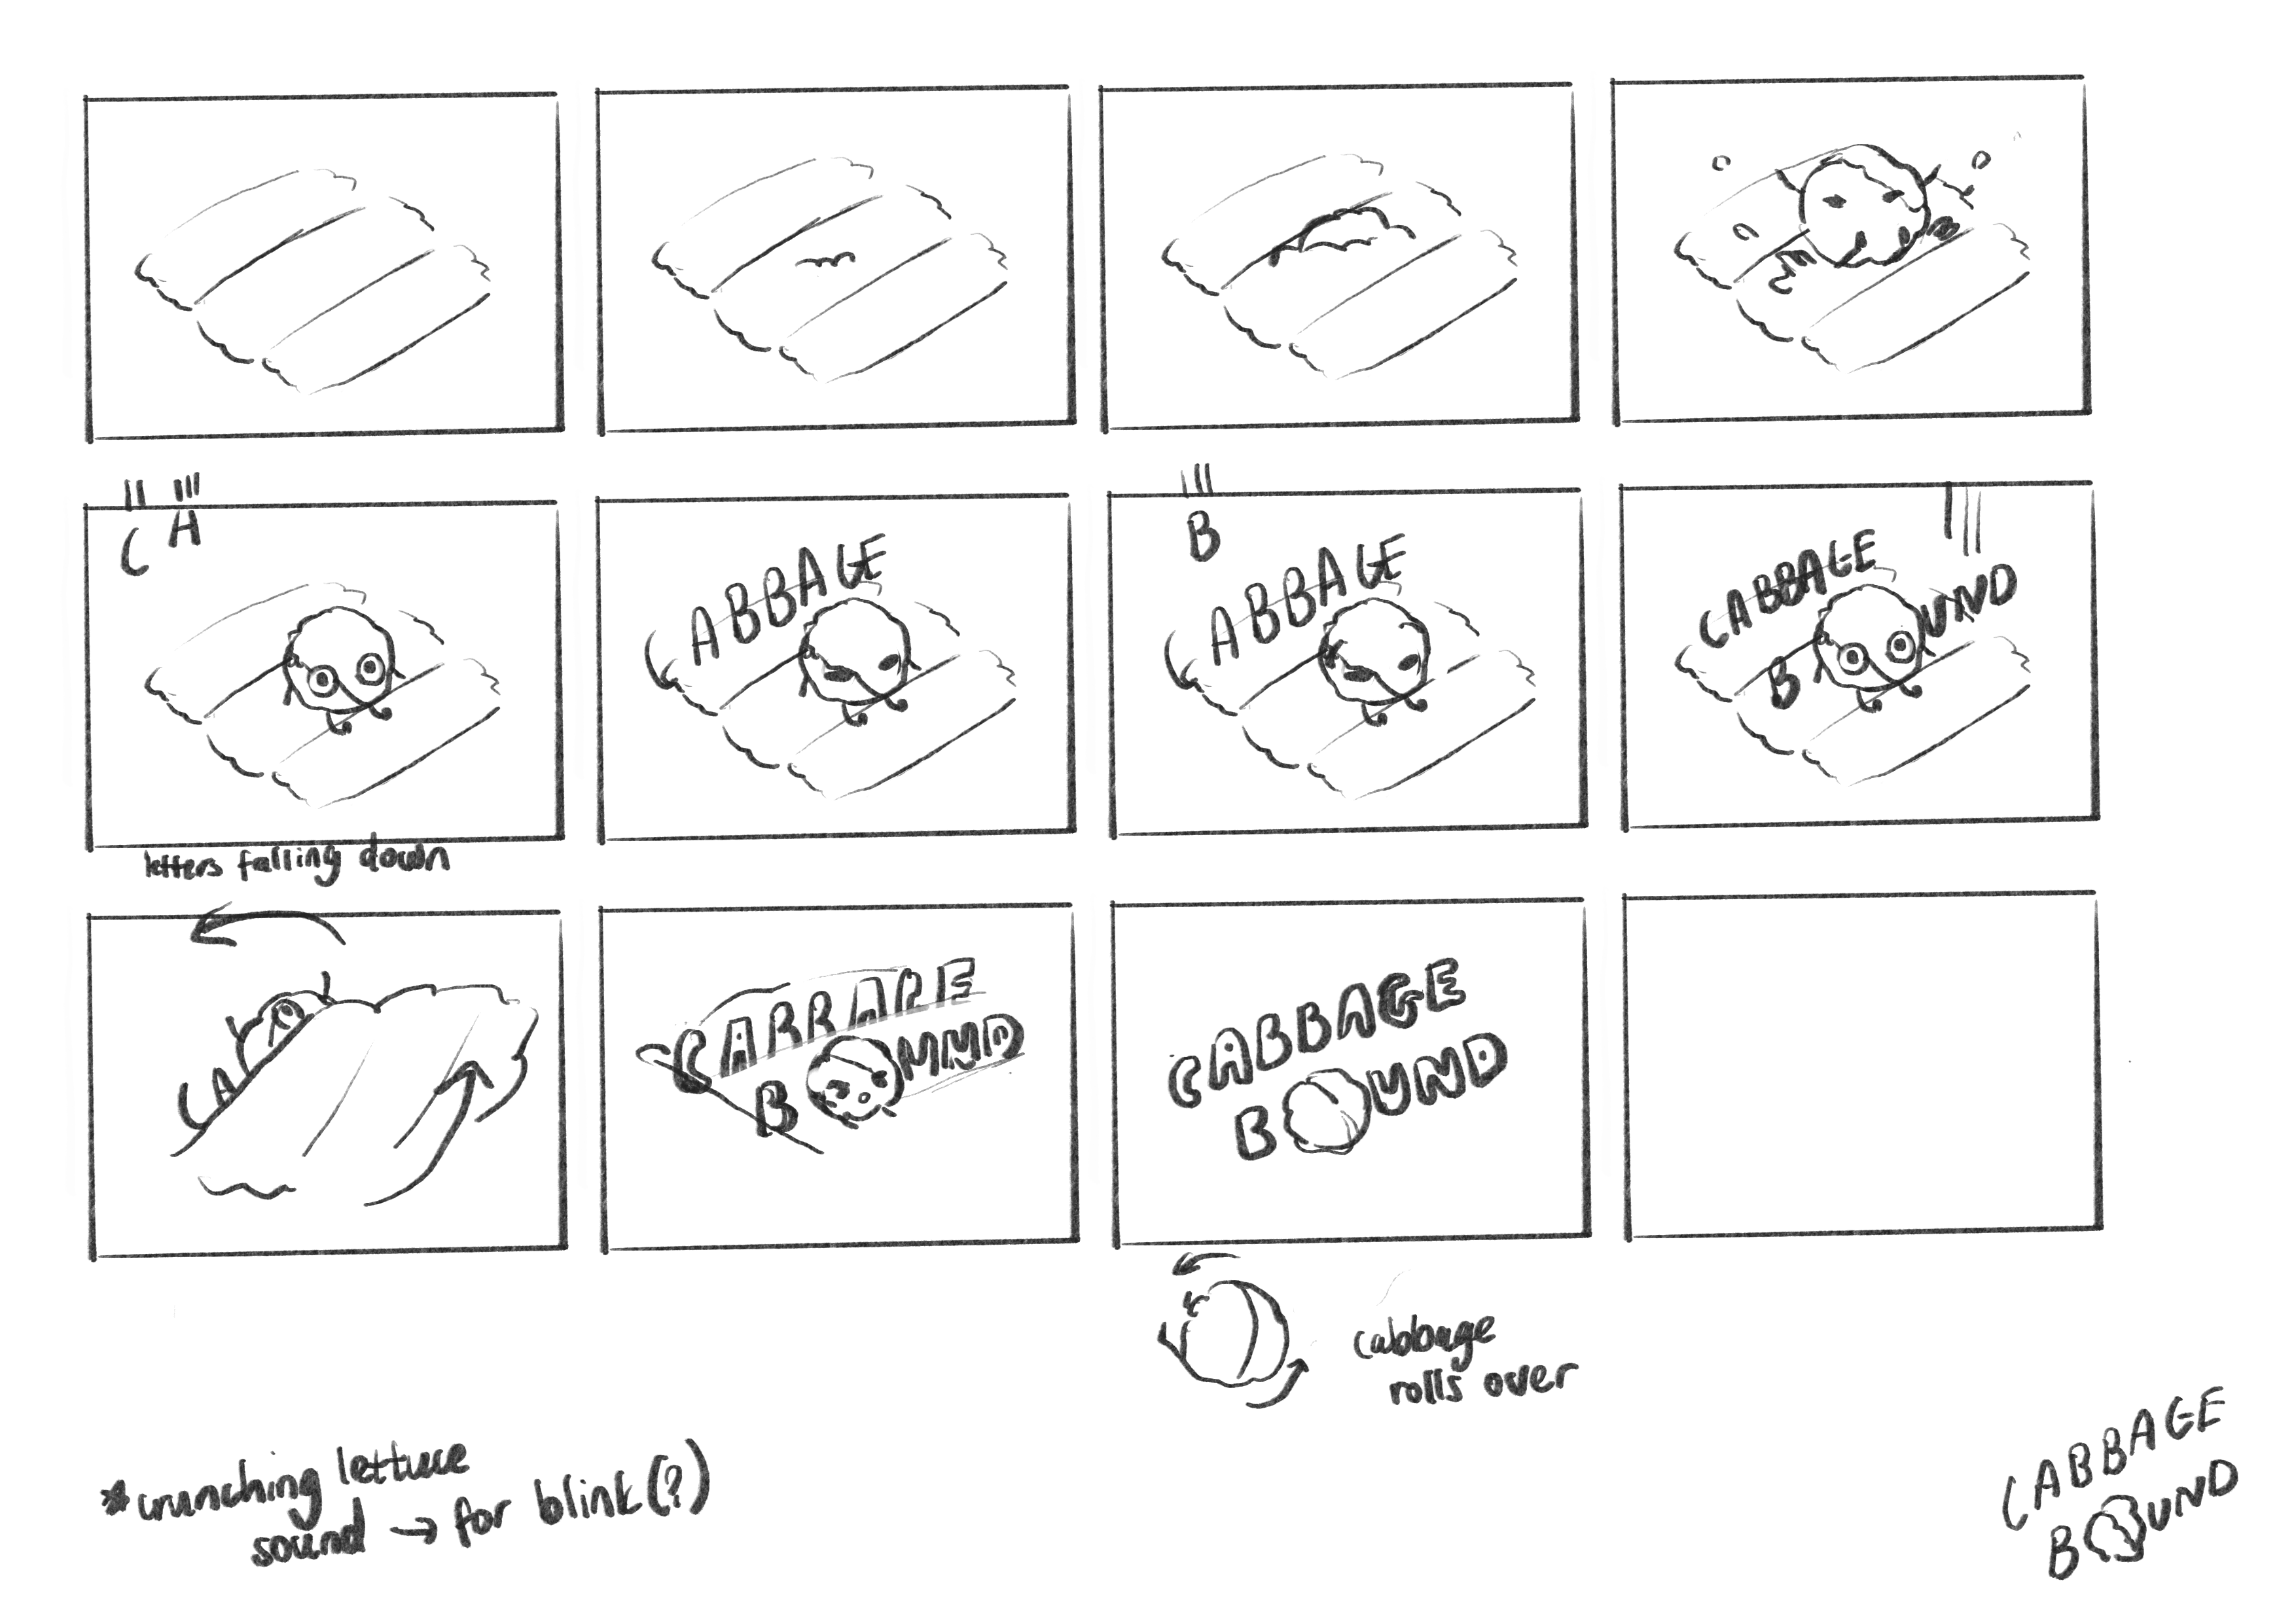 C A
CABBAGE
B
CABBAGE
CABBAGE
B UND
letters falling down
CA
CABBAGE
B UND
CABBAGE
B UND
cabbage
rolls over
*crunching lettuce
sound → for blink(?)
CABBAGE
B UND